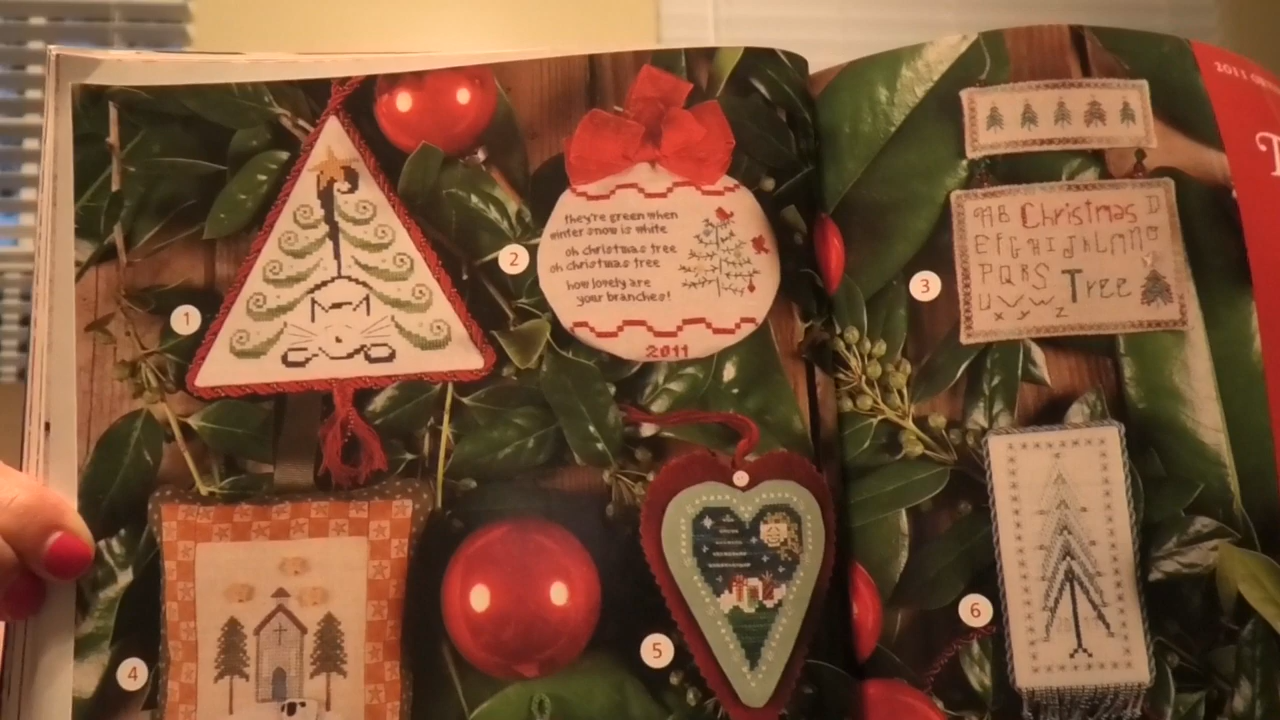 1
2
they're green when
winter snow is white
oh christmas tree
oh christmas tree
how lovely are
your branches!
2011
3
AB Christmas D
EFGHIJKLMNO
PQRS Tree
UVWXYZ
4
5
6
2011